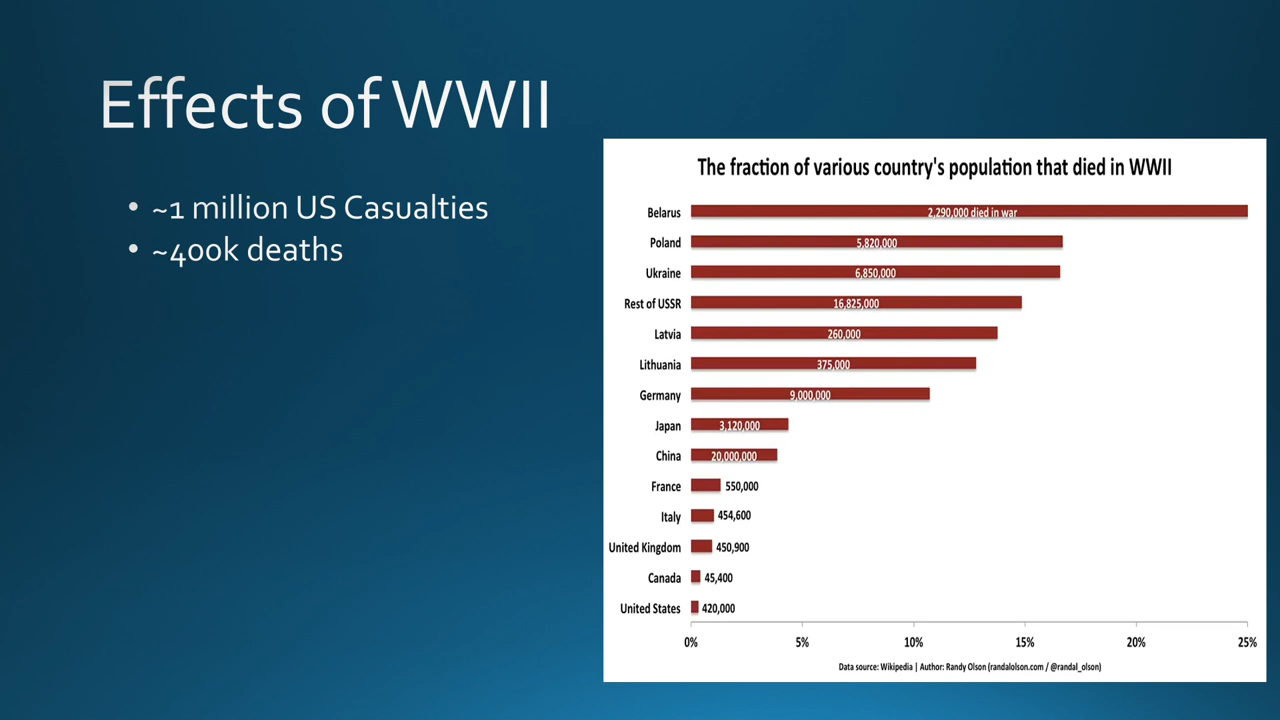 Effects of WWII
• ~1 million US Casualties
• ~400k deaths
The fraction of various country's population that died in WWII
Belarus 2,290,000 died in war
Poland 5,820,000
Ukraine 6,850,000
Rest of USSR 16,825,000
Latvia 260,000
Lithuania 375,000
Germany 9,000,000
Japan 3,120,000
China 20,000,000
France 550,000
Italy 454,600
United Kingdom 450,900
Canada 45,400
United States 420,000
0% 5% 10% 15% 20% 25%
Data source: Wikipedia | Author: Randy Olson (randalolson.com / @randal_olson)